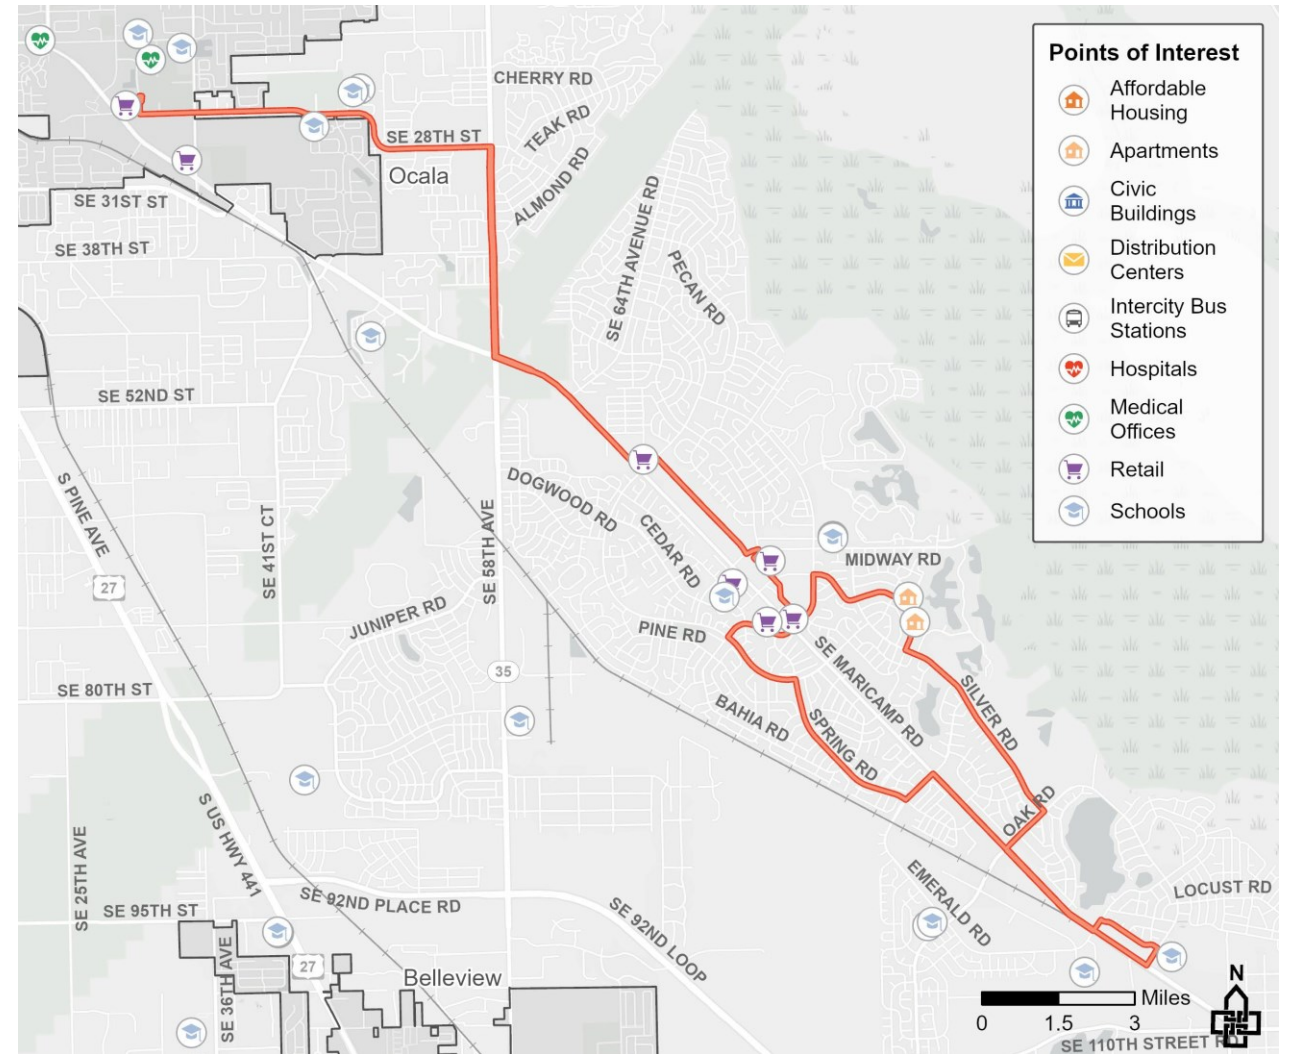 CHERRY RD
TEAK RD
SE 28TH ST
Ocala
ALMOND RD
SE 31ST ST
SE 38TH ST
SE 64TH AVENUE RD
PECAN RD
SE 52ND ST
S PINE AVE
27
SE 41ST CT
SE 58TH AVE
DOGWOOD RD
CEDAR RD
MIDWAY RD
JUNIPER RD
PINE RD
SE MARICAMP RD
35
SE 80TH ST
BAHIA RD
SPRING RD
SILVER RD
OAK RD
S US HWY 441
SE 25TH AVE
EMERALD RD
LOCUST RD
SE 92ND PLACE RD
SE 92ND LOOP
SE 95TH ST
SE 36TH AVE
27
Belleview
SE 110TH STREET RD
Points of Interest
Affordable
Housing
Apartments
Civic
Buildings
Distribution
Centers
Intercity Bus
Stations
Hospitals
Medical
Offices
Retail
Schools
N
Miles
0 1.5 3